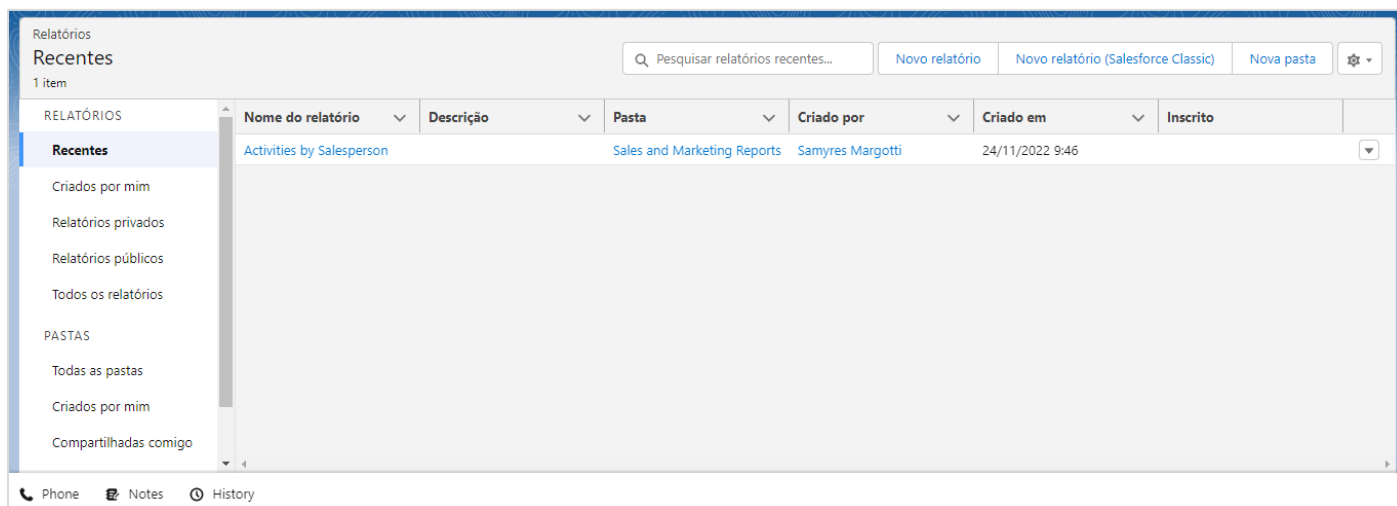 Relatórios
Recentes
1 item
Pesquisar relatórios recentes...
Novo relatório
Novo relatório (Salesforce Classic)
Nova pasta
RELATÓRIOS
Recentes
Criados por mim
Relatórios privados
Relatórios públicos
Todos os relatórios
PASTAS
Todas as pastas
Criados por mim
Compartilhadas comigo
Nome do relatório Descrição Pasta Criado por Criado em Inscrito
Activities by Salesperson Sales and Marketing Reports Samyres Margotti 24/11/2022 9:46
Phone Notes History